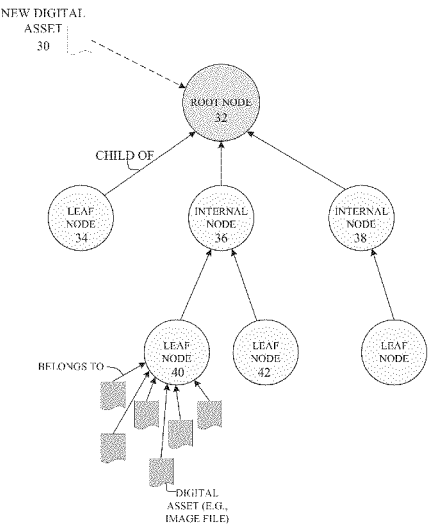 NEW DIGITAL
ASSET
30
ROOT NODE
32
CHILD OF
LEAF
NODE
34
INTERNAL
NODE
36
INTERNAL
NODE
38
LEAF
NODE
40
LEAF
NODE
42
LEAF
NODE
BELONGS TO
DIGITAL
ASSET (E.G.,
IMAGE FILE)